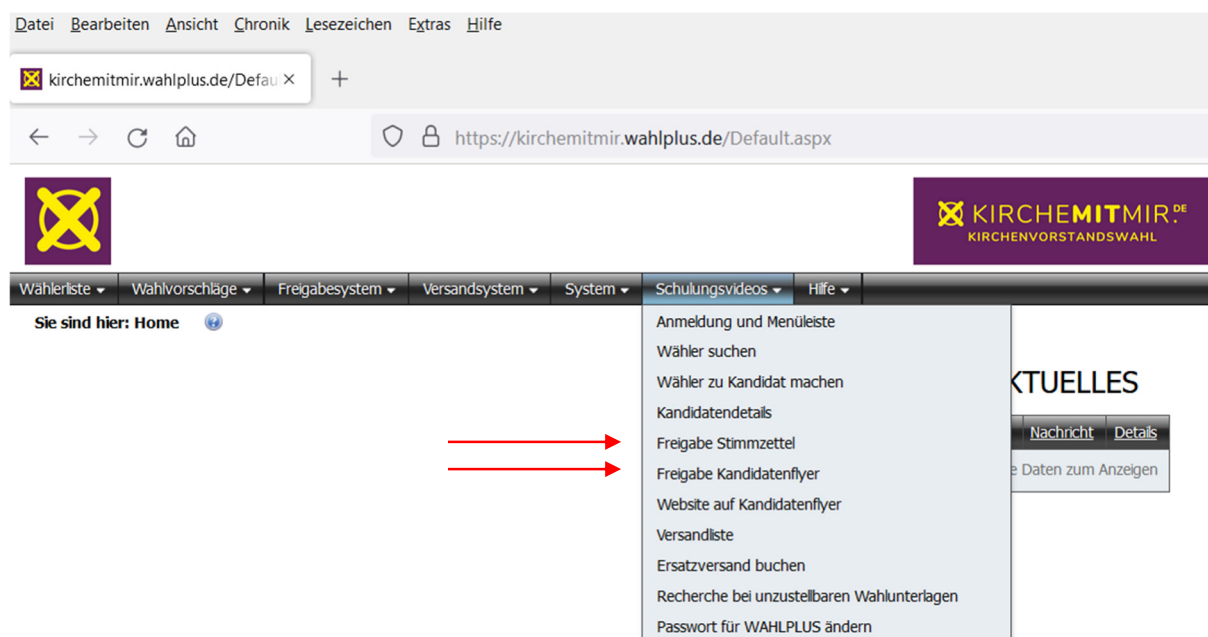 Datei Bearbeiten Ansicht Chronik Lesezeichen Extras Hilfe
kirchemitmir.wahlplus.de/Defau
https://kirchemitmir.wahlplus.de/Default.aspx
KIRCHEMITMIR.DE
KIRCHENVORSTANDSWAHL
Wählerliste Wahlvorschläge Freigabesystem Versandsystem System Schulungsvideos Hilfe
Sie sind hier: Home
Anmeldung und Menüleiste
Wähler suchen
Wähler zu Kandidat machen
KTUELLES
Kandidatendetails
Nachricht Details
Freigabe Stimmzettel
Freigabe Kandidatenflyer
e Daten zum Anzeigen
Website auf Kandidatenflyer
Versandliste
Ersatzversand buchen
Recherche bei unzustellbaren Wahlunterlagen
Passwort für WAHLPLUS ändern